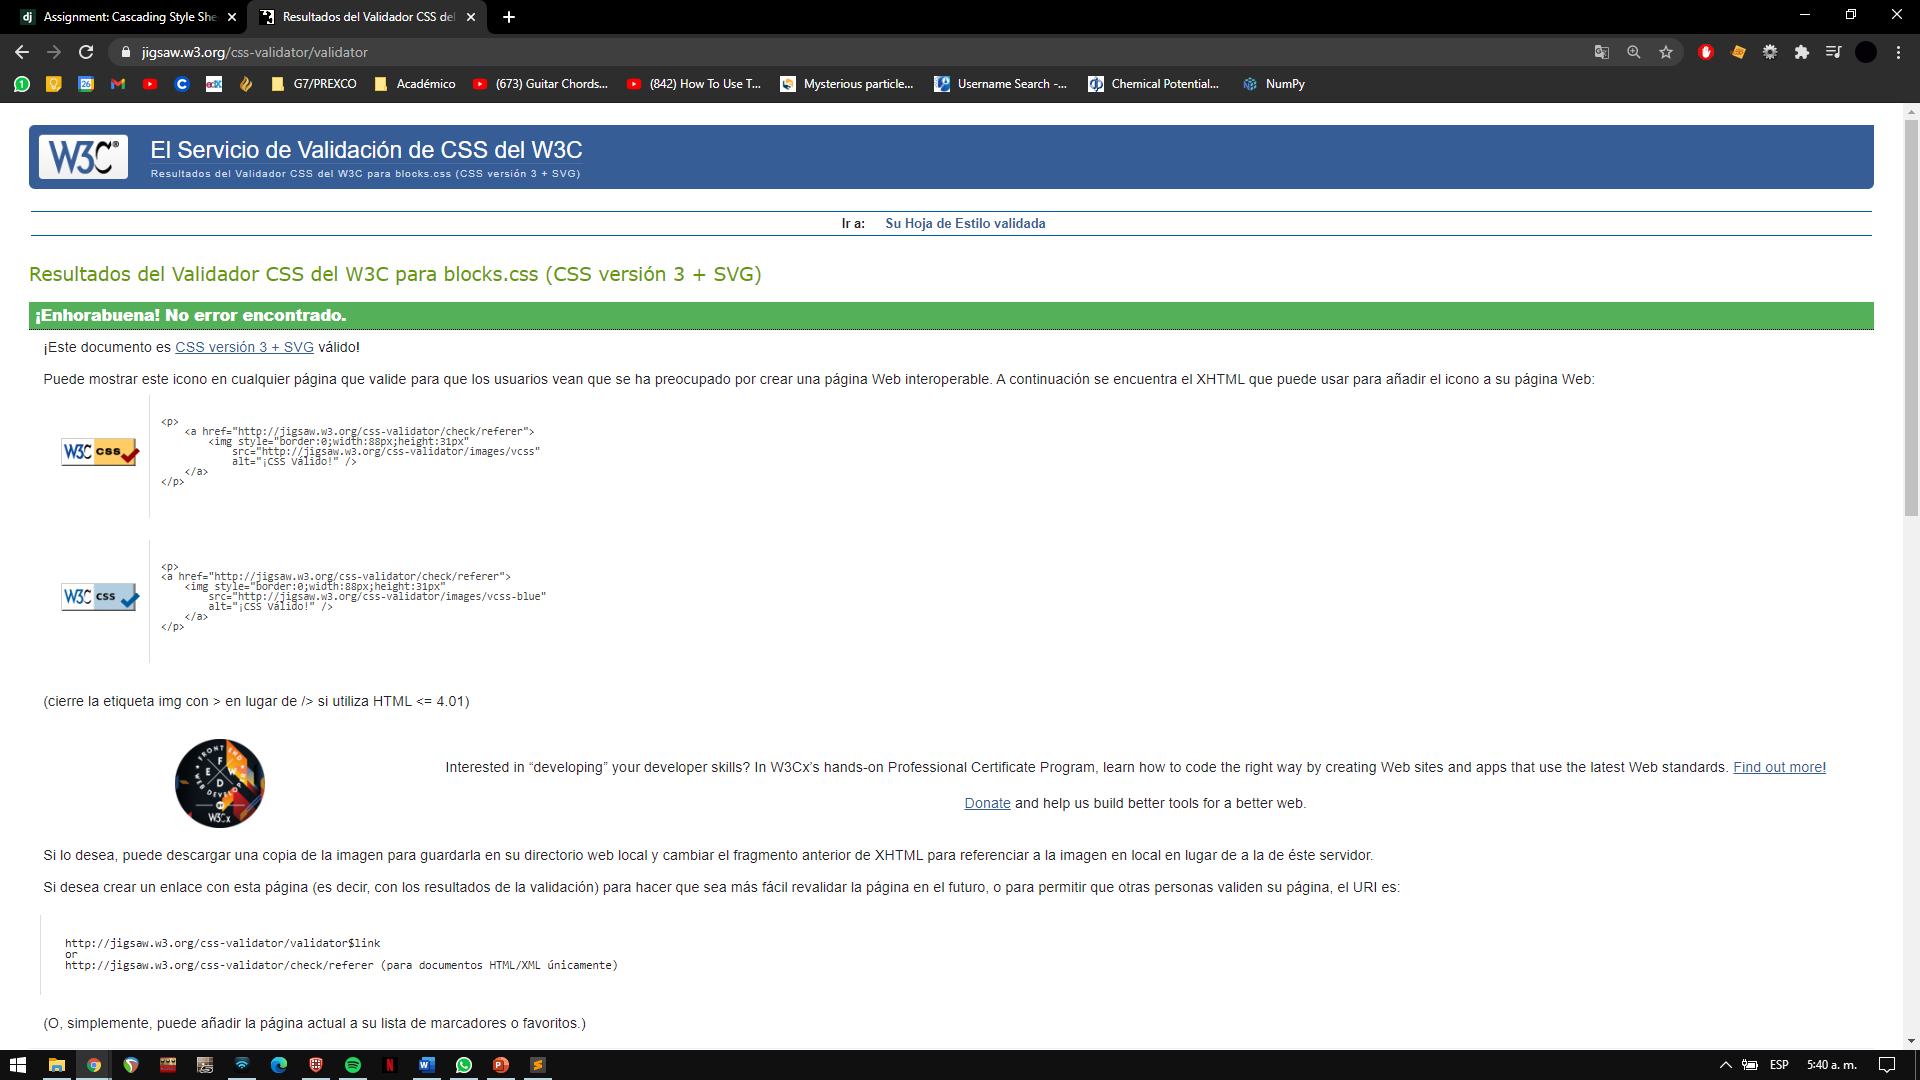 Assignment: Cascading Style She
Resultados del Validador CSS del
jigsaw.w3.org/css-validator/validator
G7/PREXCO
Académico
(673) Guitar Chords...
(842) How To Use T...
Mysterious particle...
Username Search -...
Chemical Potential...
NumPy
W3C®
El Servicio de Validación de CSS del W3C
Resultados del Validador CSS del W3C para blocks.css (CSS versión 3 + SVG)
Ir a: Su Hoja de Estilo validada
Resultados del Validador CSS del W3C para blocks.css (CSS versión 3 + SVG)
¡Enhorabuena! No error encontrado.
¡Este documento es CSS versión 3 + SVG válido!
Puede mostrar este icono en cualquier página que valide para que los usuarios vean que se ha preocupado por crear una página Web interoperable. A continuación se encuentra el XHTML que puede usar para añadir el icono a su página Web:
W3C css
<p>
<a href="http://jigsaw.w3.org/css-validator/check/referer">
<img style="border:0;width:88px;height:31px"
src="http://jigsaw.w3.org/css-validator/images/vcss"
alt="¡CSS Válido!" />
</a>
</p>
W3C css
<p>
<a href="http://jigsaw.w3.org/css-validator/check/referer">
<img style="border:0;width:88px;height:31px"
src="http://jigsaw.w3.org/css-validator/images/vcss-blue"
alt="¡CSS Válido!" />
</a>
</p>
(cierre la etiqueta img con > en lugar de /> si utiliza HTML <= 4.01)
FRONT END
F E W D
WEB DEVELOPER
BY
W3Cx
Interested in “developing” your developer skills? In W3Cx’s hands-on Professional Certificate Program, learn how to code the right way by creating Web sites and apps that use the latest Web standards. Find out more!
Donate and help us build better tools for a better web.
Si lo desea, puede descargar una copia de la imagen para guardarla en su directorio web local y cambiar el fragmento anterior de XHTML para referenciar a la imagen en local en lugar de a la de éste servidor.
Si desea crear un enlace con esta página (es decir, con los resultados de la validación) para hacer que sea más fácil revalidar la página en el futuro, o para permitir que otras personas validen su página, el URI es:
http://jigsaw.w3.org/css-validator/validator$link
or
http://jigsaw.w3.org/css-validator/check/referer (para documentos HTML/XML únicamente)
(O, simplemente, puede añadir la página actual a su lista de marcadores o favoritos.)
ESP
5:40 a. m.